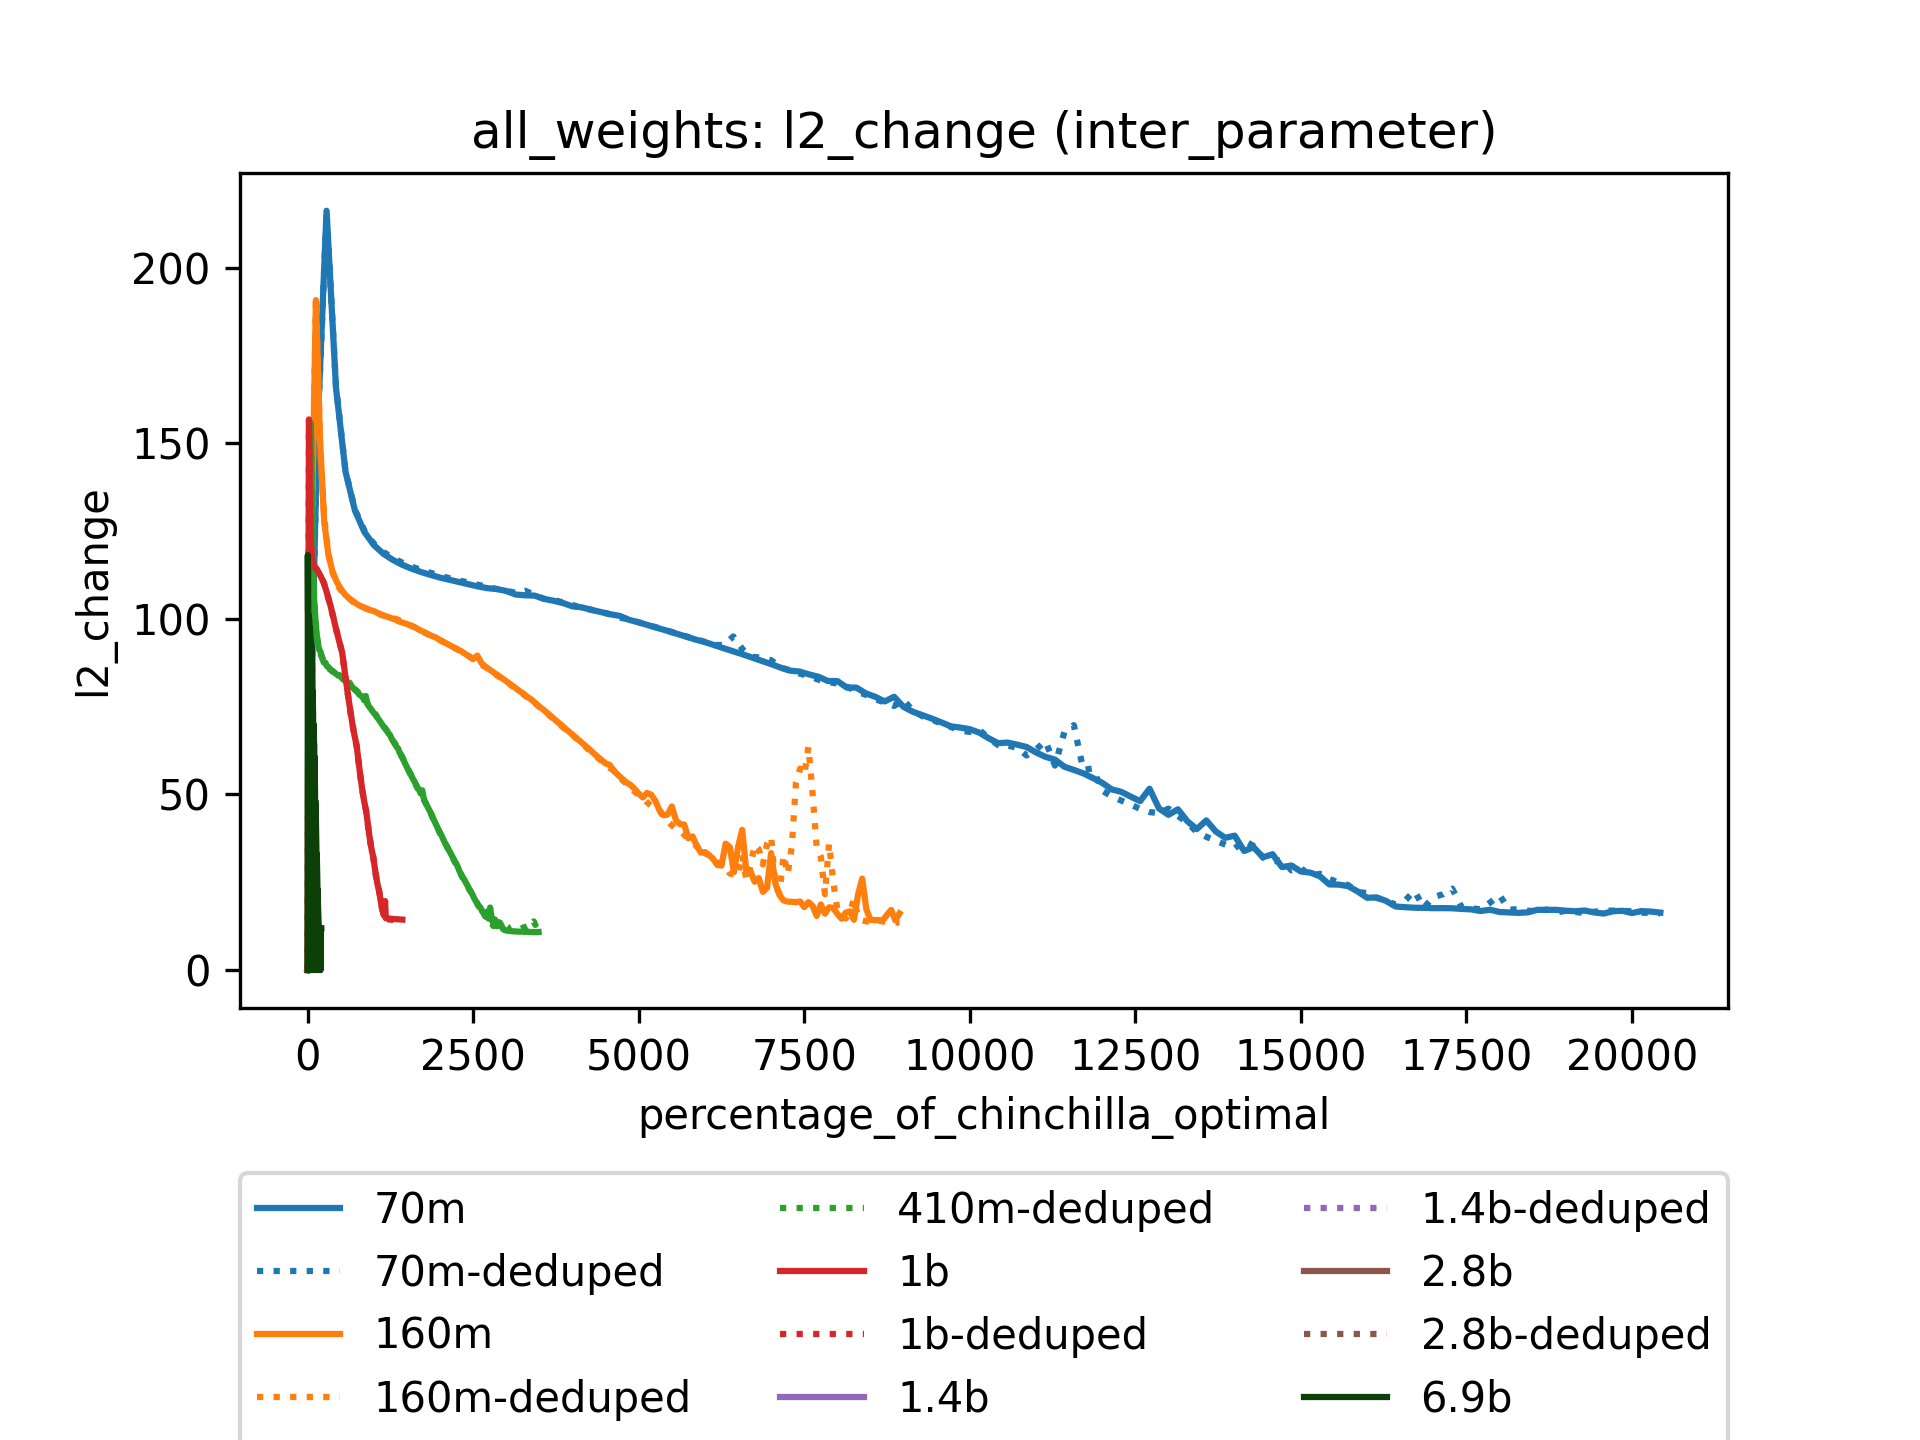 all_weights: l2_change (inter_parameter)
200
150
100
50
0
l2_change
0 2500 5000 7500 10000 12500 15000 17500 20000
percentage_of_chinchilla_optimal
70m 410m-deduped 1.4b-deduped
70m-deduped 1b 2.8b
160m 1b-deduped 2.8b-deduped
160m-deduped 1.4b 6.9b